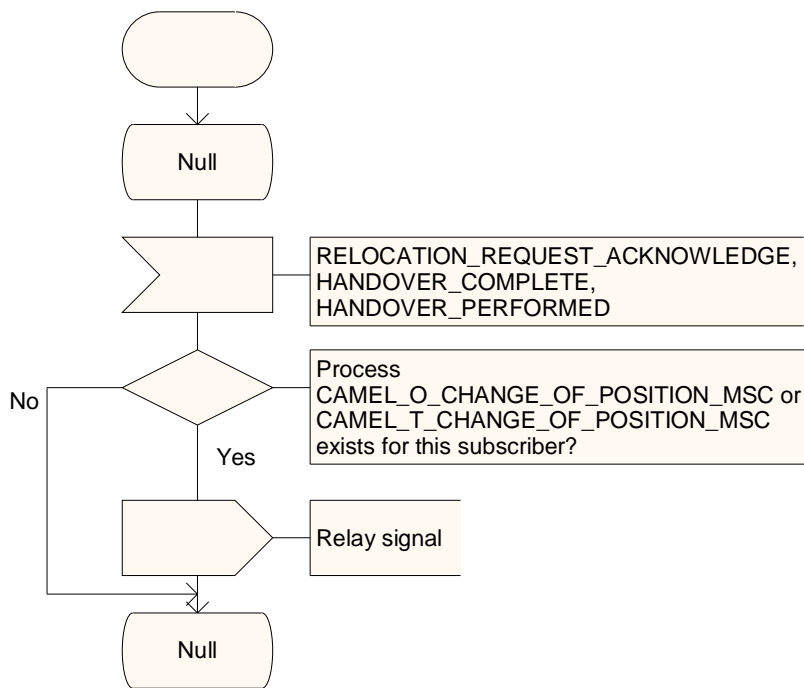 Null
RELOCATION_REQUEST_ACKNOWLEDGE,
HANDOVER_COMPLETE,
HANDOVER_PERFORMED
Process
CAMEL_O_CHANGE_OF_POSITION_MSC or
CAMEL_T_CHANGE_OF_POSITION_MSC
exists for this subscriber?
No
Yes
Relay signal
Null